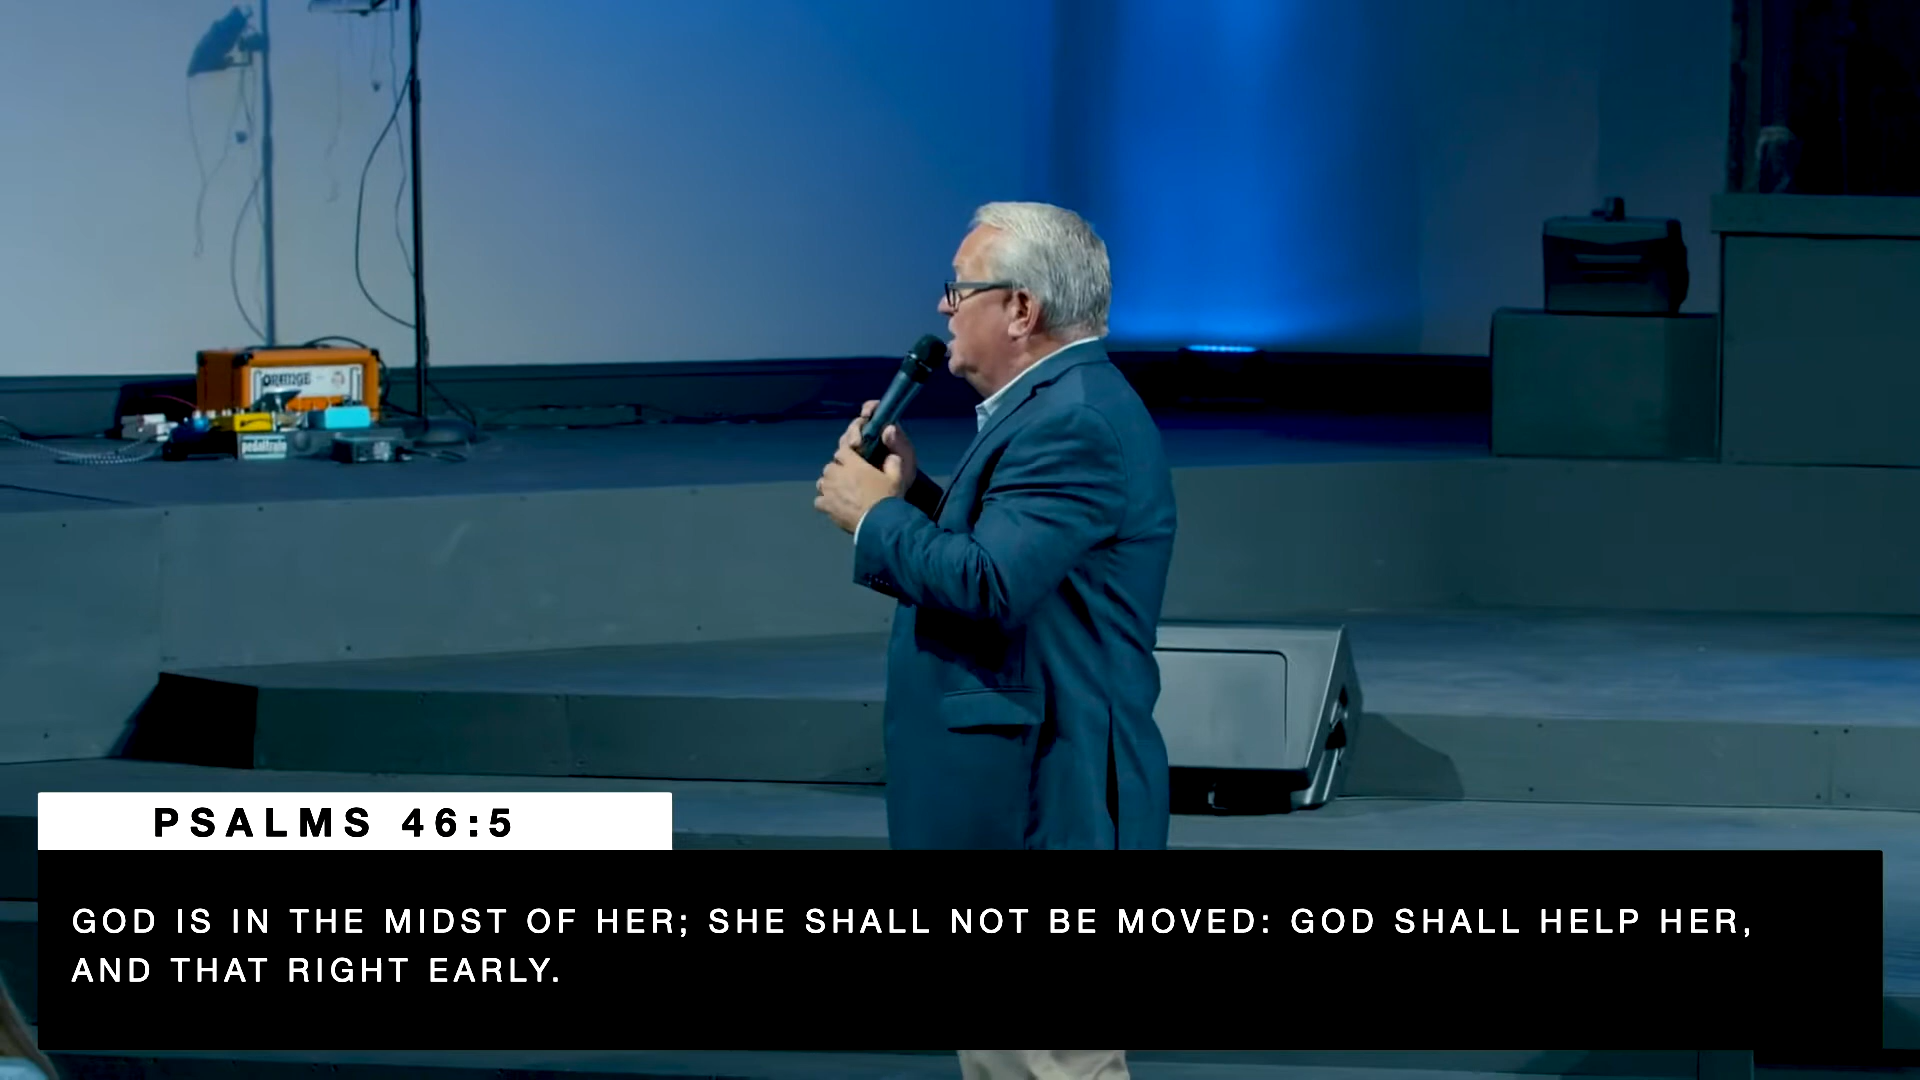 ORANGE
pedaltrain
PSALMS 46:5
GOD IS IN THE MIDST OF HER; SHE SHALL NOT BE MOVED: GOD SHALL HELP HER,
AND THAT RIGHT EARLY.